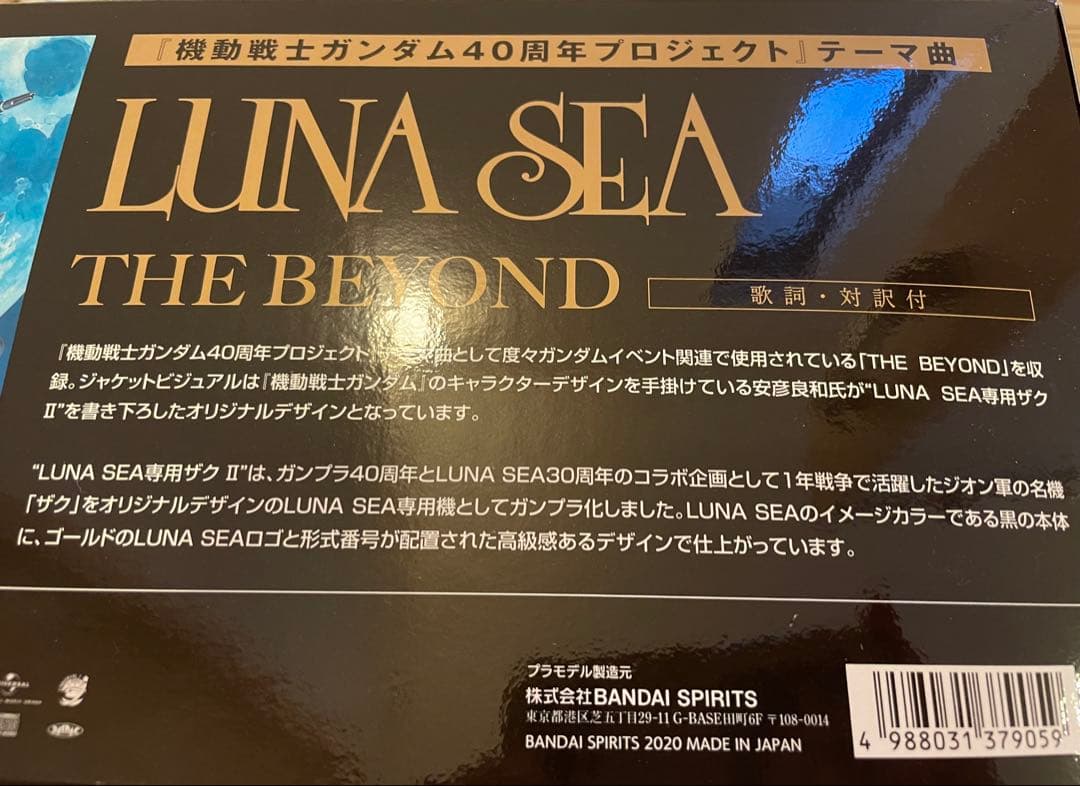 『機動戦士ガンダム40周年プロジェクト』テーマ曲
LUNA SEA
THE BEYOND
歌詞・対訳付
『機動戦士ガンダム40周年プロジェクト』 曲として度々ガンダムイベント関連で使用されている「THE BEYOND」を収
録。ジャケットビジュアルは『機動戦士ガンダム』のキャラクターデザインを手掛けている安彦良和氏が“LUNA SEA専用ザク
II”を書き下ろしたオリジナルデザインとなっています。
“LUNA SEA専用ザク II”は、ガンプラ40周年とLUNA SEA30周年のコラボ企画として1年戦争で活躍したジオン軍の名機
「ザク」をオリジナルデザインのLUNA SEA専用機としてガンプラ化しました。LUNA SEAのイメージカラーである黒の本体
に、ゴールドのLUNA SEAロゴと形式番号が配置された高級感あるデザインで仕上がっています。
プラモデル製造元
株式会社BANDAI SPIRITS
東京都港区芝五丁目29-11 G-BASE田町6F 〒108-0014
BANDAI SPIRITS 2020 MADE IN JAPAN
4 988031 379059